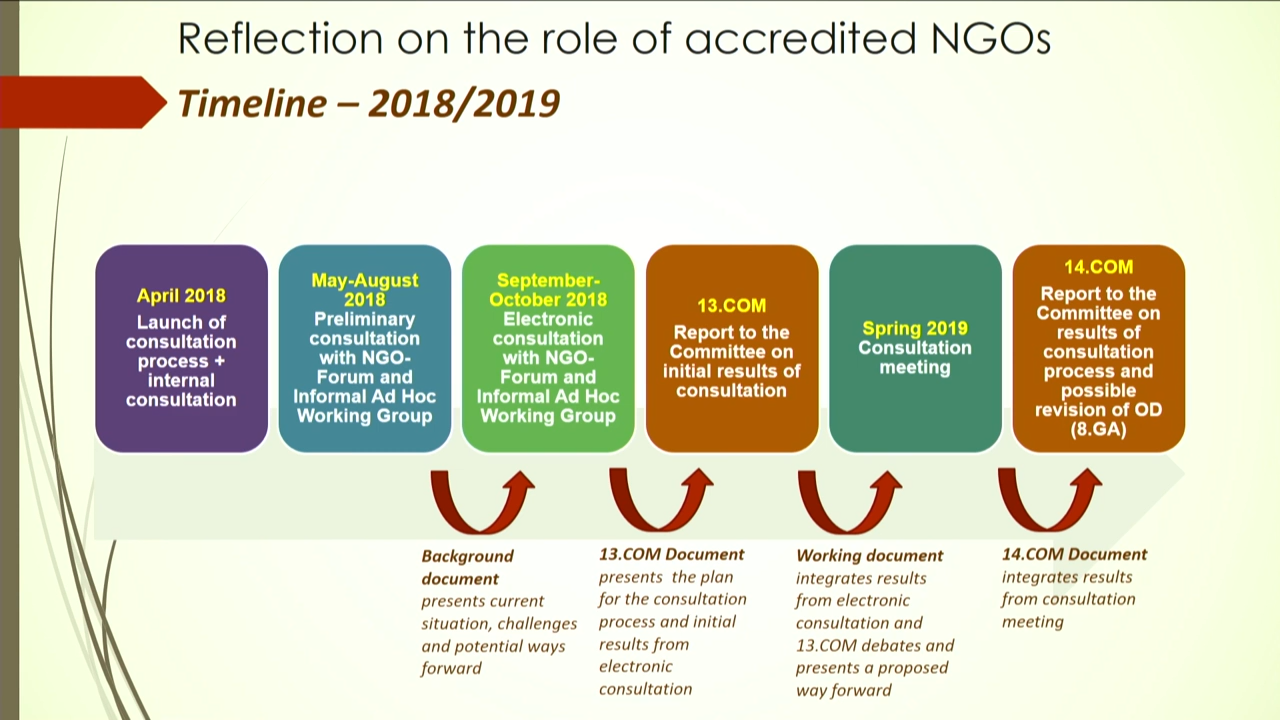 Reflection on the role of accredited NGOs
Timeline – 2018/2019
April 2018
Launch of
consultation
process +
internal
consultation
May-August
2018
Preliminary
consultation
with NGO-
Forum and
Informal Ad Hoc
Working Group
September-
October 2018
Electronic
consultation
with NGO-
Forum and
Informal Ad Hoc
Working Group
13.COM
Report to the
Committee on
initial results of
consultation
Spring 2019
Consultation
meeting
14.COM
Report to the
Committee on
results of
consultation
process and
possible
revision of OD
(8.GA)
Background
document
presents current
situation, challenges
and potential ways
forward
13.COM Document
presents the plan
for the consultation
process and initial
results from
electronic
consultation
Working document
integrates results
from electronic
consultation and
13.COM debates and
presents a proposed
way forward
14.COM Document
integrates results
from consultation
meeting